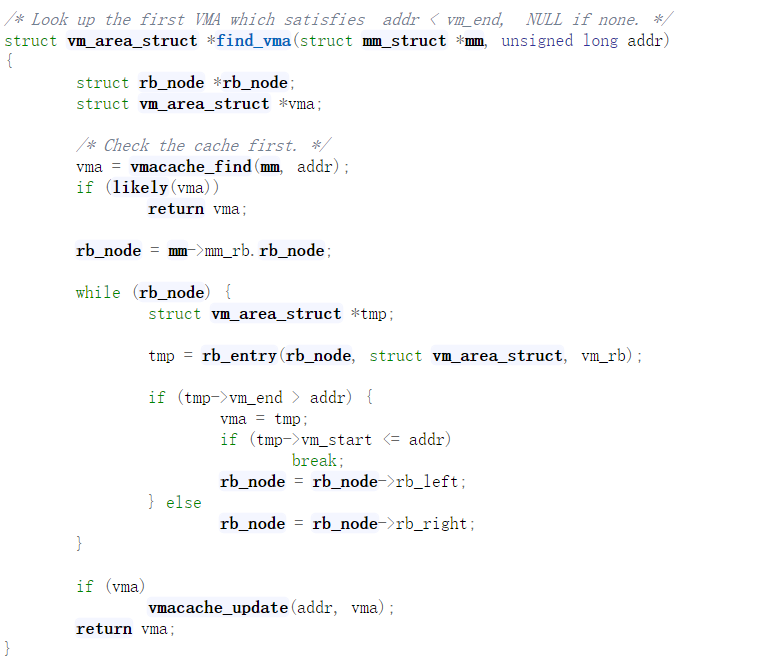 /* Look up the first VMA which satisfies  addr < vm_end,  NULL if none. */
struct vm_area_struct *find_vma(struct mm_struct *mm, unsigned long addr)
{
        struct rb_node *rb_node;
        struct vm_area_struct *vma;

        /* Check the cache first. */
        vma = vmacache_find(mm, addr);
        if (likely(vma))
                return vma;

        rb_node = mm->mm_rb.rb_node;

        while (rb_node) {
                struct vm_area_struct *tmp;

                tmp = rb_entry(rb_node, struct vm_area_struct, vm_rb);

                if (tmp->vm_end > addr) {
                        vma = tmp;
                        if (tmp->vm_start <= addr)
                                break;
                        rb_node = rb_node->rb_left;
                } else
                        rb_node = rb_node->rb_right;
        }

        if (vma)
                vmacache_update(addr, vma);
        return vma;
}